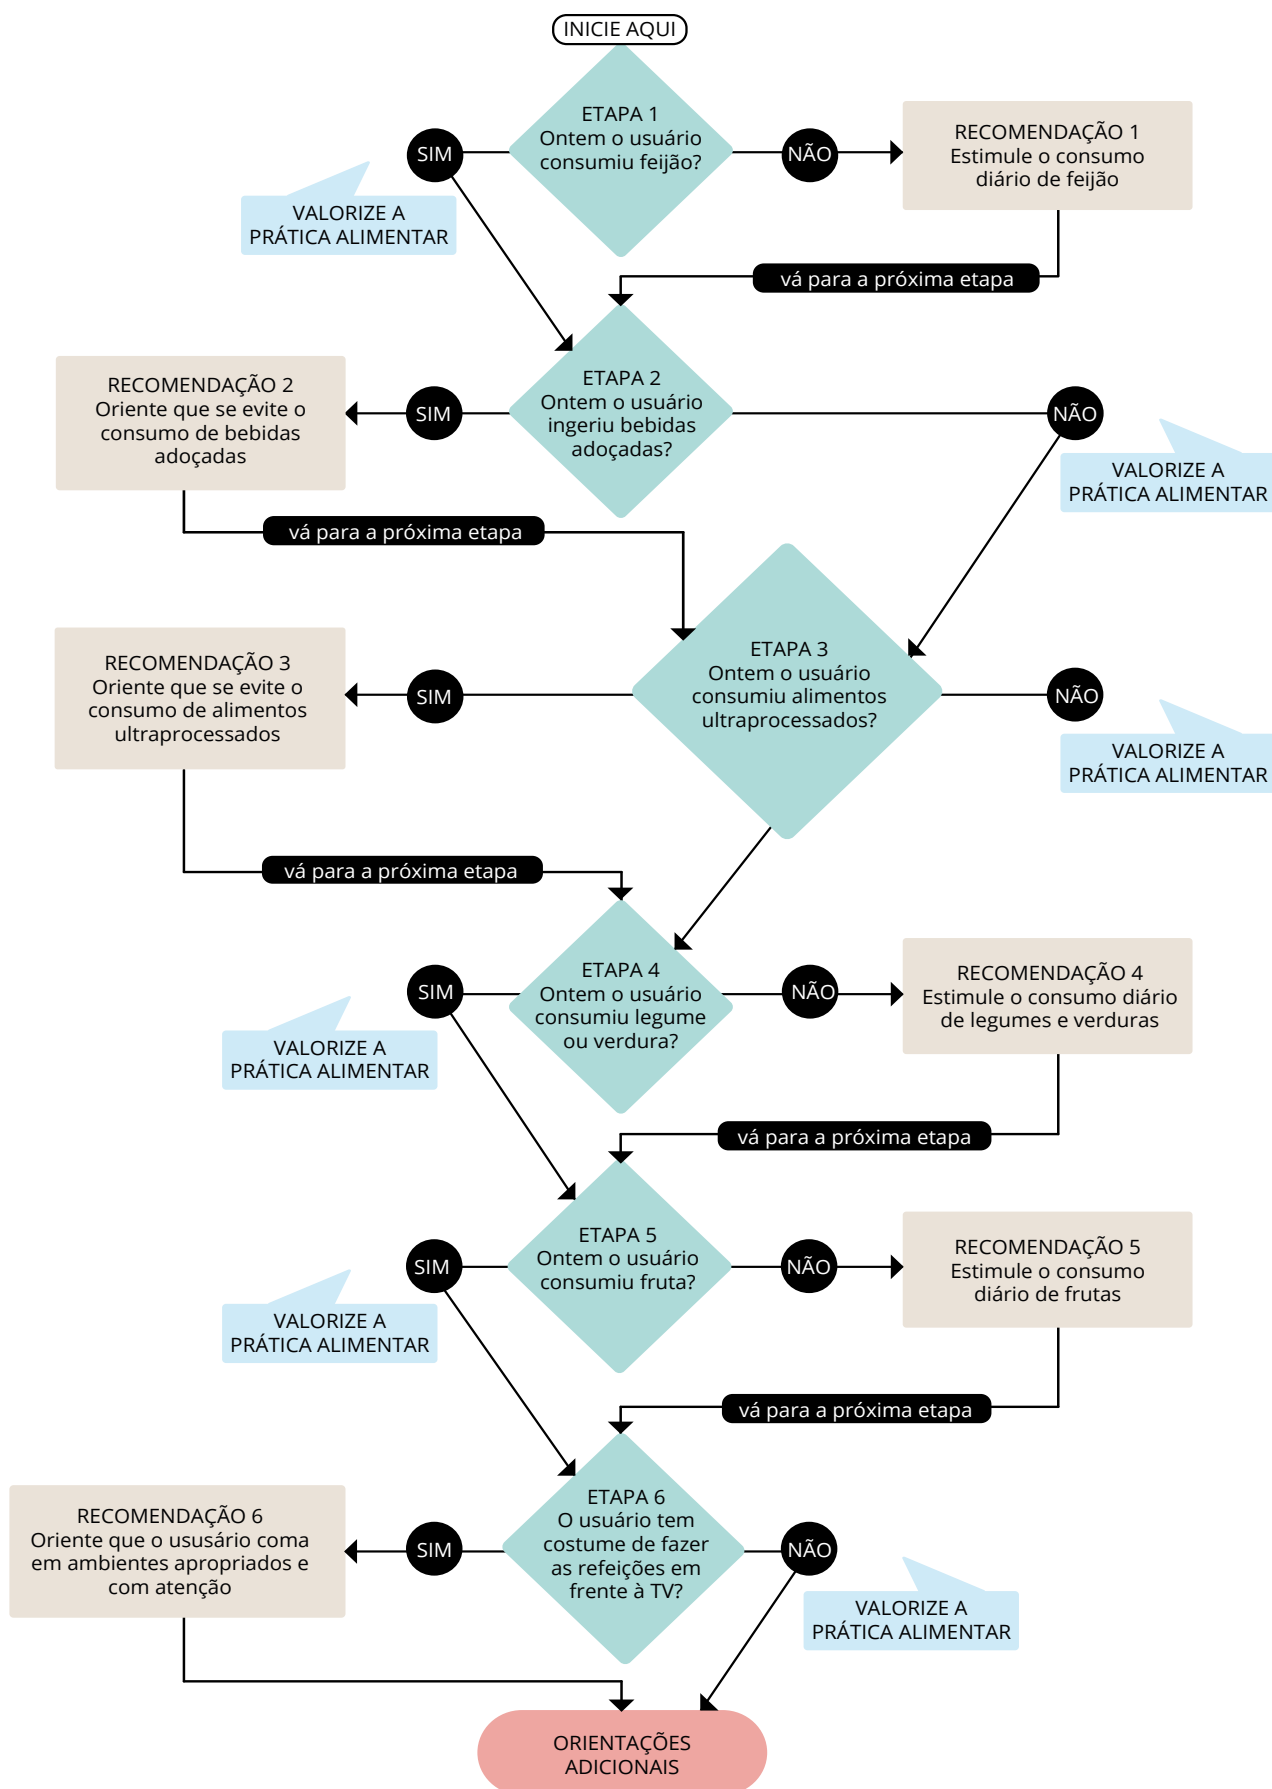 INICIE AQUI
ETAPA 1
Ontem o usuário
consumiu feijão?
SIM
NÃO
RECOMENDAÇÃO 1
Estimule o consumo
diário de feijão
VALORIZE A
PRÁTICA ALIMENTAR
vá para a próxima etapa
ETAPA 2
Ontem o usuário
ingeriu bebidas
adoçadas?
SIM
NÃO
RECOMENDAÇÃO 2
Oriente que se evite o
consumo de bebidas
adoçadas
VALORIZE A
PRÁTICA ALIMENTAR
vá para a próxima etapa
ETAPA 3
Ontem o usuário
consumiu alimentos
ultraprocessados?
SIM
NÃO
RECOMENDAÇÃO 3
Oriente que se evite o
consumo de alimentos
ultraprocessados
VALORIZE A
PRÁTICA ALIMENTAR
vá para a próxima etapa
ETAPA 4
Ontem o usuário
consumiu legume
ou verdura?
SIM
NÃO
RECOMENDAÇÃO 4
Estimule o consumo diário
de legumes e verduras
VALORIZE A
PRÁTICA ALIMENTAR
vá para a próxima etapa
ETAPA 5
Ontem o usuário
consumiu fruta?
SIM
NÃO
RECOMENDAÇÃO 5
Estimule o consumo
diário de frutas
VALORIZE A
PRÁTICA ALIMENTAR
vá para a próxima etapa
ETAPA 6
O usuário tem
costume de fazer
as refeições em
frente à TV?
SIM
NÃO
RECOMENDAÇÃO 6
Oriente que o ususário coma
em ambientes apropriados e
com atenção
VALORIZE A
PRÁTICA ALIMENTAR
ORIENTAÇÕES
ADICIONAIS